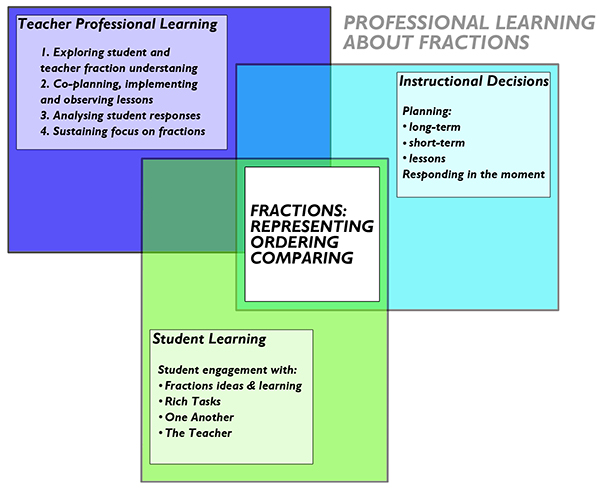 PROFESSIONAL LEARNING
ABOUT FRACTIONS
Teacher Professional Learning
1. Exploring student and
teacher fraction understaning
2. Co-planning, implementing
and observing lessons
3. Analysing student responses
4. Sustaining focus on fractions
Instructional Decisions
Planning:
• long-term
• short-term
• lessons
Responding in the moment
FRACTIONS:
REPRESENTING
ORDERING
COMPARING
Student Learning
Student engagement with:
• Fractions ideas & learning
• Rich Tasks
• One Another
• The Teacher